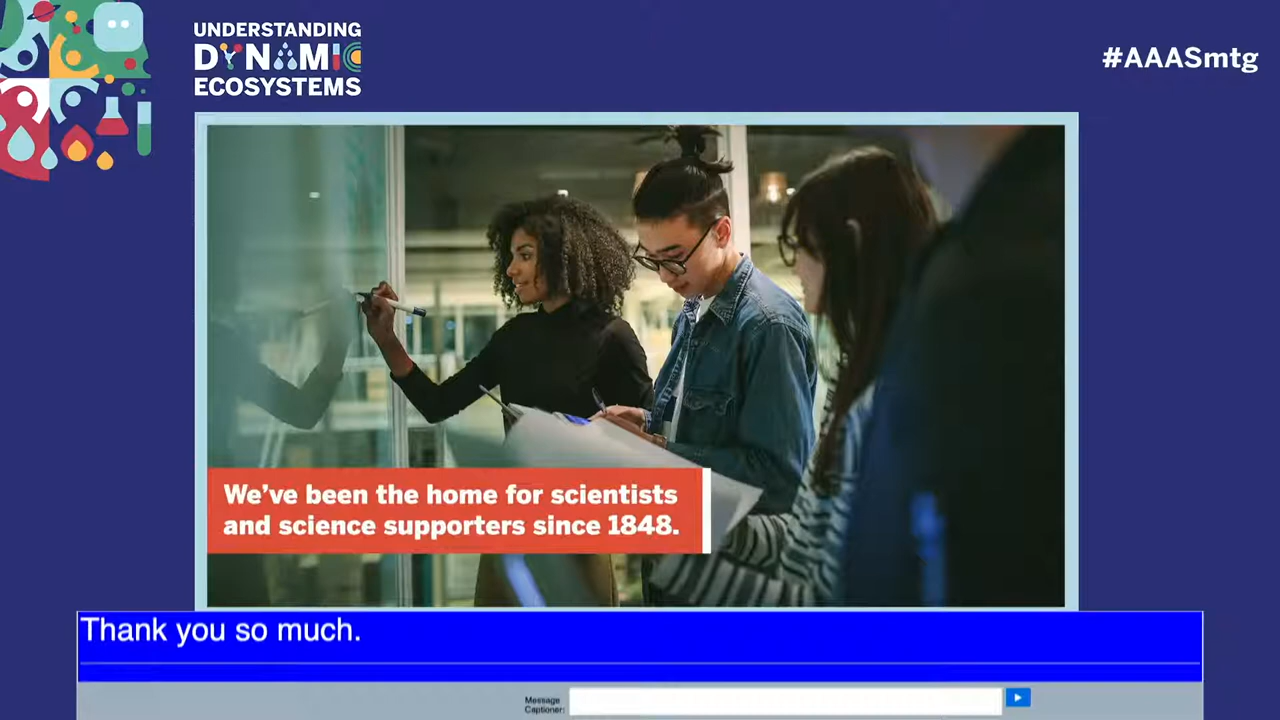 UNDERSTANDING
DYNAMIC
ECOSYSTEMS
#AAASmtg
We've been the home for scientists
and science supporters since 1848.
Thank you so much.
Message
Captioner: